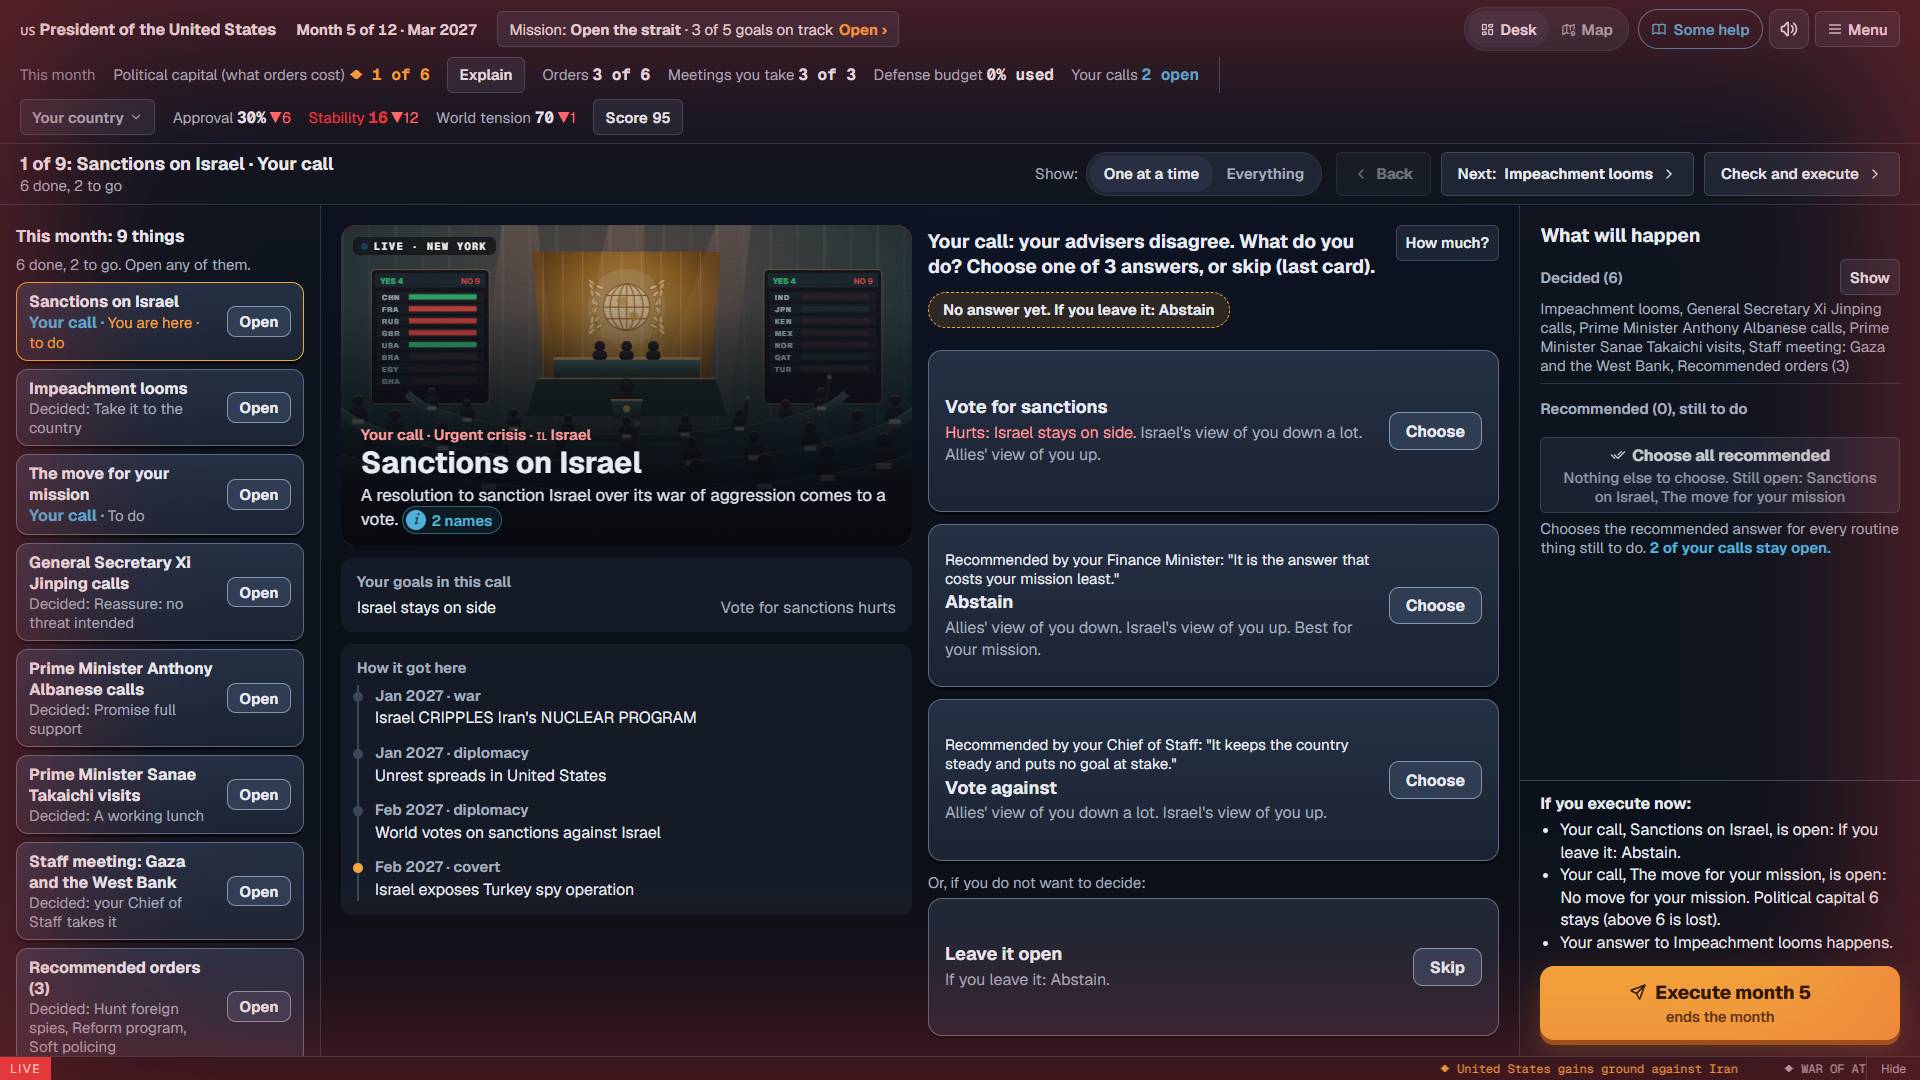 US President of the United States
Month 5 of 12 · Mar 2027
Mission: Open the strait · 3 of 5 goals on track Open ›
Desk
Map
Some help
Menu
This month
Political capital (what orders cost) ◆ 1 of 6
Explain
Orders 3 of 6
Meetings you take 3 of 3
Defense budget 0% used
Your calls 2 open
Your country
Approval 30% ▼6
Stability 16 ▼12
World tension 70 ▼1
Score 95
1 of 9: Sanctions on Israel · Your call
6 done, 2 to go
Show:
One at a time
Everything
Back
Next: Impeachment looms
Check and execute
This month: 9 things
6 done, 2 to go. Open any of them.
Sanctions on Israel
Your call · You are here ·
to do
Open
Impeachment looms
Decided: Take it to the
country
Open
The move for your
mission
Your call · To do
Open
General Secretary Xi
Jinping calls
Decided: Reassure: no
threat intended
Open
Prime Minister Anthony
Albanese calls
Decided: Promise full
support
Open
Prime Minister Sanae
Takaichi visits
Decided: A working lunch
Open
Staff meeting: Gaza
and the West Bank
Decided: your Chief of
Staff takes it
Open
Recommended orders
(3)
Decided: Hunt foreign
spies, Reform program,
Soft policing
Open
LIVE · NEW YORK
YES 4 NO 9
CHN
FRA
RUS
GBR
USA
BRA
EGY
GHA
YES 4 NO 9
IND
JPN
KEN
MEX
NOR
QAT
TUR
Your call · Urgent crisis · IL Israel
Sanctions on Israel
A resolution to sanction Israel over its war of aggression comes to a
vote. i 2 names
Your goals in this call
Israel stays on side
Vote for sanctions hurts
How it got here
Jan 2027 · war
Israel CRIPPLES Iran's NUCLEAR PROGRAM
Jan 2027 · diplomacy
Unrest spreads in United States
Feb 2027 · diplomacy
World votes on sanctions against Israel
Feb 2027 · covert
Israel exposes Turkey spy operation
Your call: your advisers disagree. What do you
do? Choose one of 3 answers, or skip (last card).
How much?
No answer yet. If you leave it: Abstain
Vote for sanctions
Hurts: Israel stays on side. Israel's view of you down a lot.
Allies' view of you up.
Choose
Recommended by your Finance Minister: "It is the answer that
costs your mission least."
Abstain
Allies' view of you down. Israel's view of you up. Best for
your mission.
Choose
Recommended by your Chief of Staff: "It keeps the country
steady and puts no goal at stake."
Vote against
Allies' view of you down a lot. Israel's view of you up.
Choose
Or, if you do not want to decide:
Leave it open
If you leave it: Abstain.
Skip
What will happen
Decided (6)
Show
Impeachment looms, General Secretary Xi Jinping
calls, Prime Minister Anthony Albanese calls, Prime
Minister Sanae Takaichi visits, Staff meeting: Gaza
and the West Bank, Recommended orders (3)
Recommended (0), still to do
Choose all recommended
Nothing else to choose. Still open: Sanctions
on Israel, The move for your mission
Chooses the recommended answer for every routine
thing still to do. 2 of your calls stay open.
If you execute now:
• Your call, Sanctions on Israel, is open: If you
leave it: Abstain.
• Your call, The move for your mission, is open:
No move for your mission. Political capital 6
stays (above 6 is lost).
• Your answer to Impeachment looms happens.
Execute month 5
ends the month
LIVE
◆ United States gains ground against Iran
◆ WAR OF AT
Hide